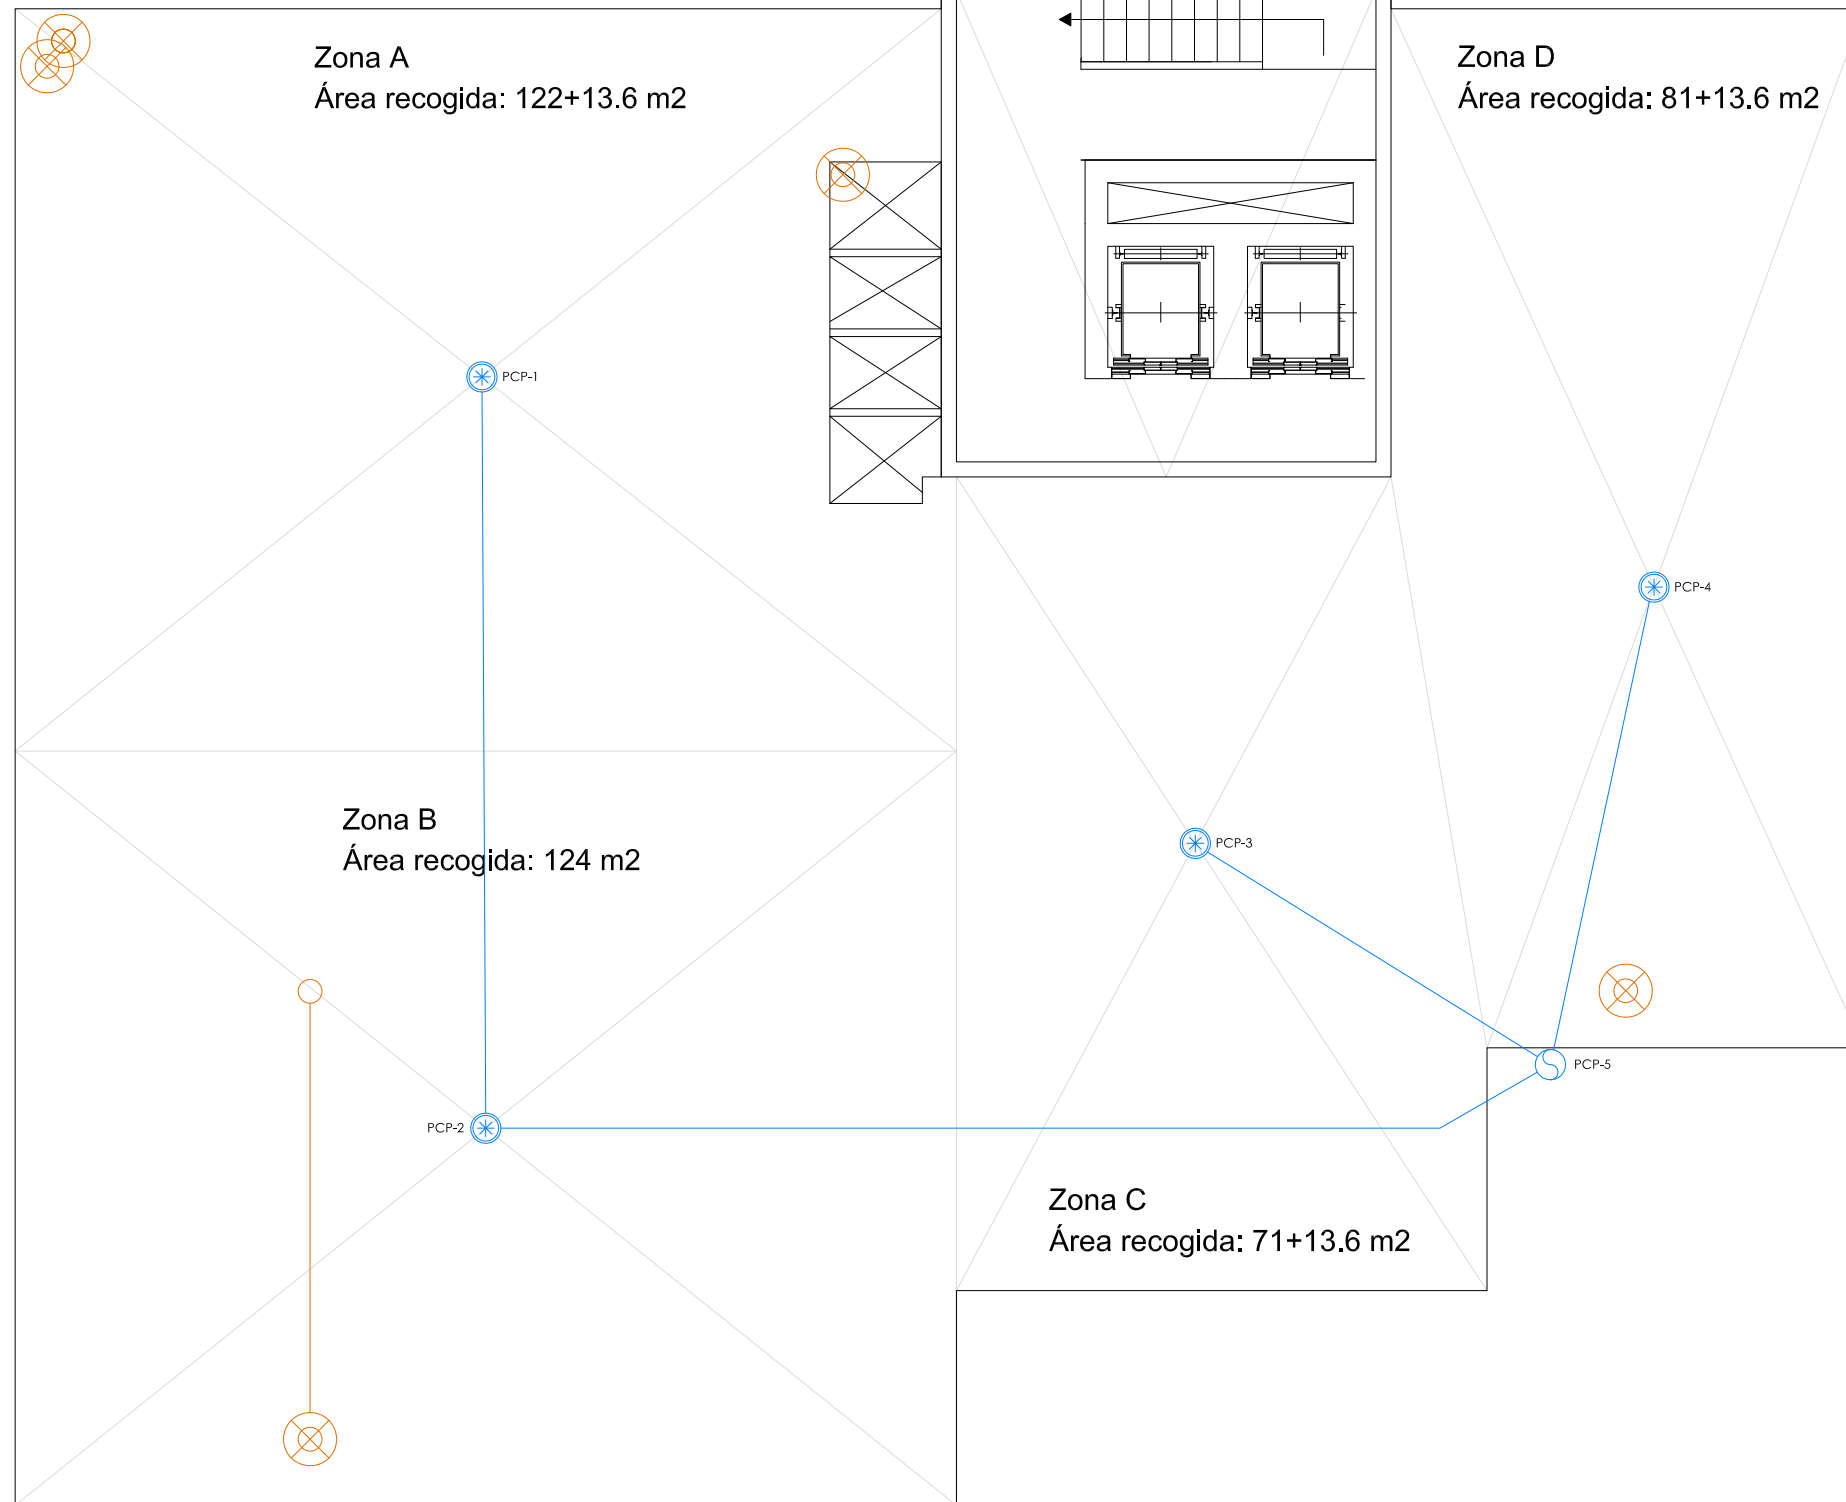 Zona A
Área recogida: 122+13.6 m2
Zona D
Área recogida: 81+13.6 m2
PCP-1
PCP-4
Zona B
Área recogida: 124 m2
PCP-3
PCP-5
PCP-2
Zona C
Área recogida: 71+13.6 m2